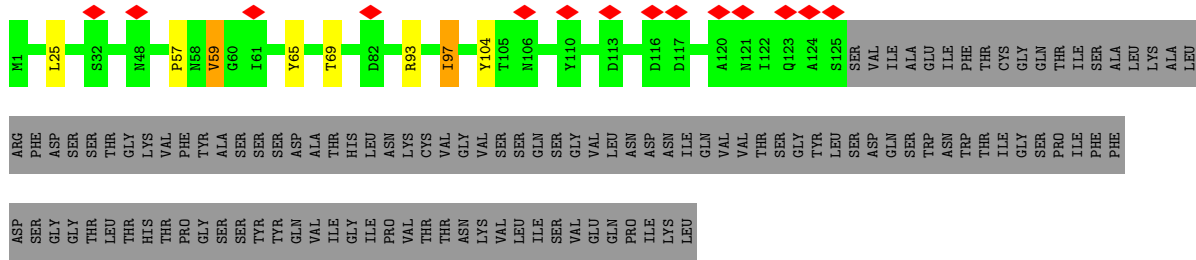 M1 L25 S32 N48 P57 N58 V59 G60 I61 Y65 T69 D82 R93 I97 Y104 T105 N106 Y110 D113 D116 D117 A120 N121 I122 Q123 A124 S125 SER VAL ILE ALA GLU ILE PHE THR CYS GLY GLN THR ILE SER ALA LEU LYS ALA LEU
ARG PHE ASP SER SER THR GLY LYS VAL PHE TYR ALA SER SER SER ASP ALA THR HIS LEU ASN LYS CYS VAL GLY VAL SER SER GLN SER GLY VAL LEU ASN ASP ASN ILE GLN VAL VAL THR SER GLY TYR LEU SER ASP GLN SER TRP ASN TRP THR ILE GLY SER PRO ILE PHE PHE
ASP SER GLY GLY THR LEU THR HIS THR PRO GLY SER SER TYR TYR GLN VAL ILE GLY ILE PRO VAL THR THR ASN LYS VAL LEU ILE SER VAL GLU GLN PRO ILE LYS LEU